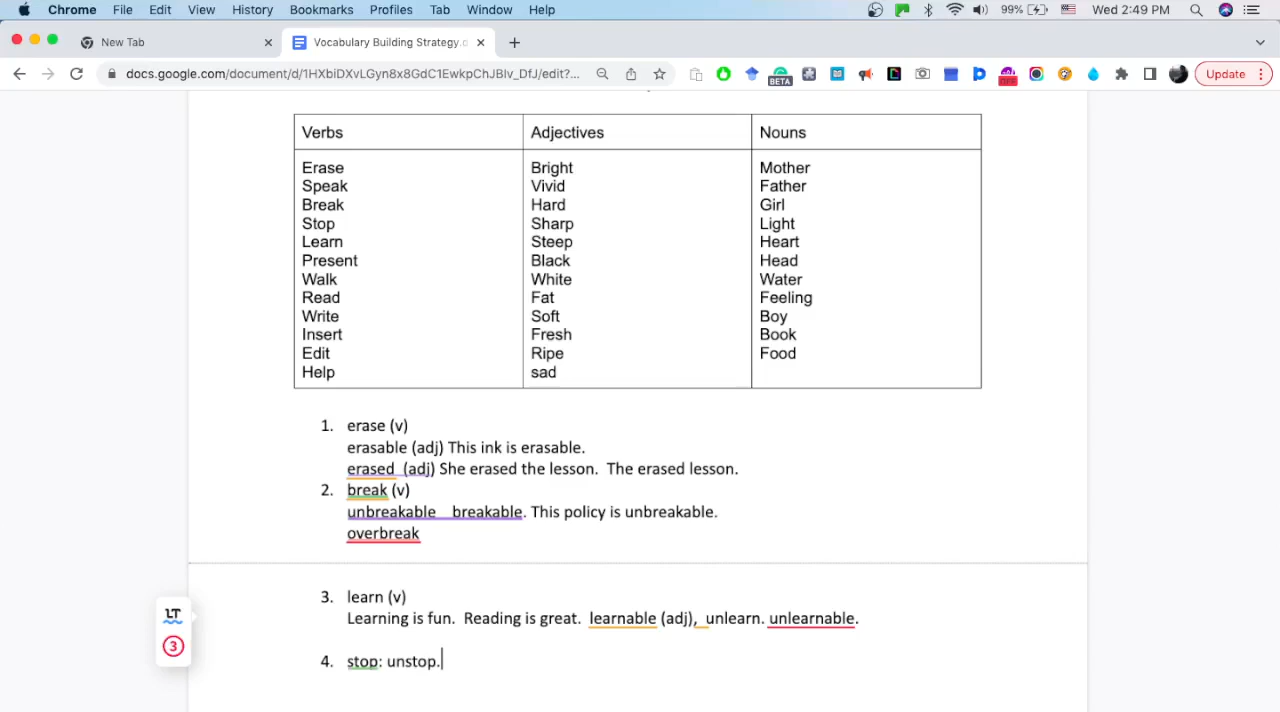 Chrome File Edit View History Bookmarks Profiles Tab Window Help 99% Wed 2:49 PM
New Tab Vocabulary Building Strategy.
docs.google.com/document/d/1HXbiDXvLGyn8x8GdC1EwkpChJBlv_DfJ/edit?... BETA OFF Update
Verbs Adjectives Nouns
Erase Bright Mother
Speak Vivid Father
Break Hard Girl
Stop Sharp Light
Learn Steep Heart
Present Black Head
Walk White Water
Read Fat Feeling
Write Soft Boy
Insert Fresh Book
Edit Ripe Food
Help sad
1. erase (v)
erasable (adj) This ink is erasable.
erased (adj) She erased the lesson. The erased lesson.
2. break (v)
unbreakable breakable. This policy is unbreakable.
overbreak
3. learn (v)
Learning is fun. Reading is great. learnable (adj), unlearn. unlearnable.
4. stop: unstop.
LT
3